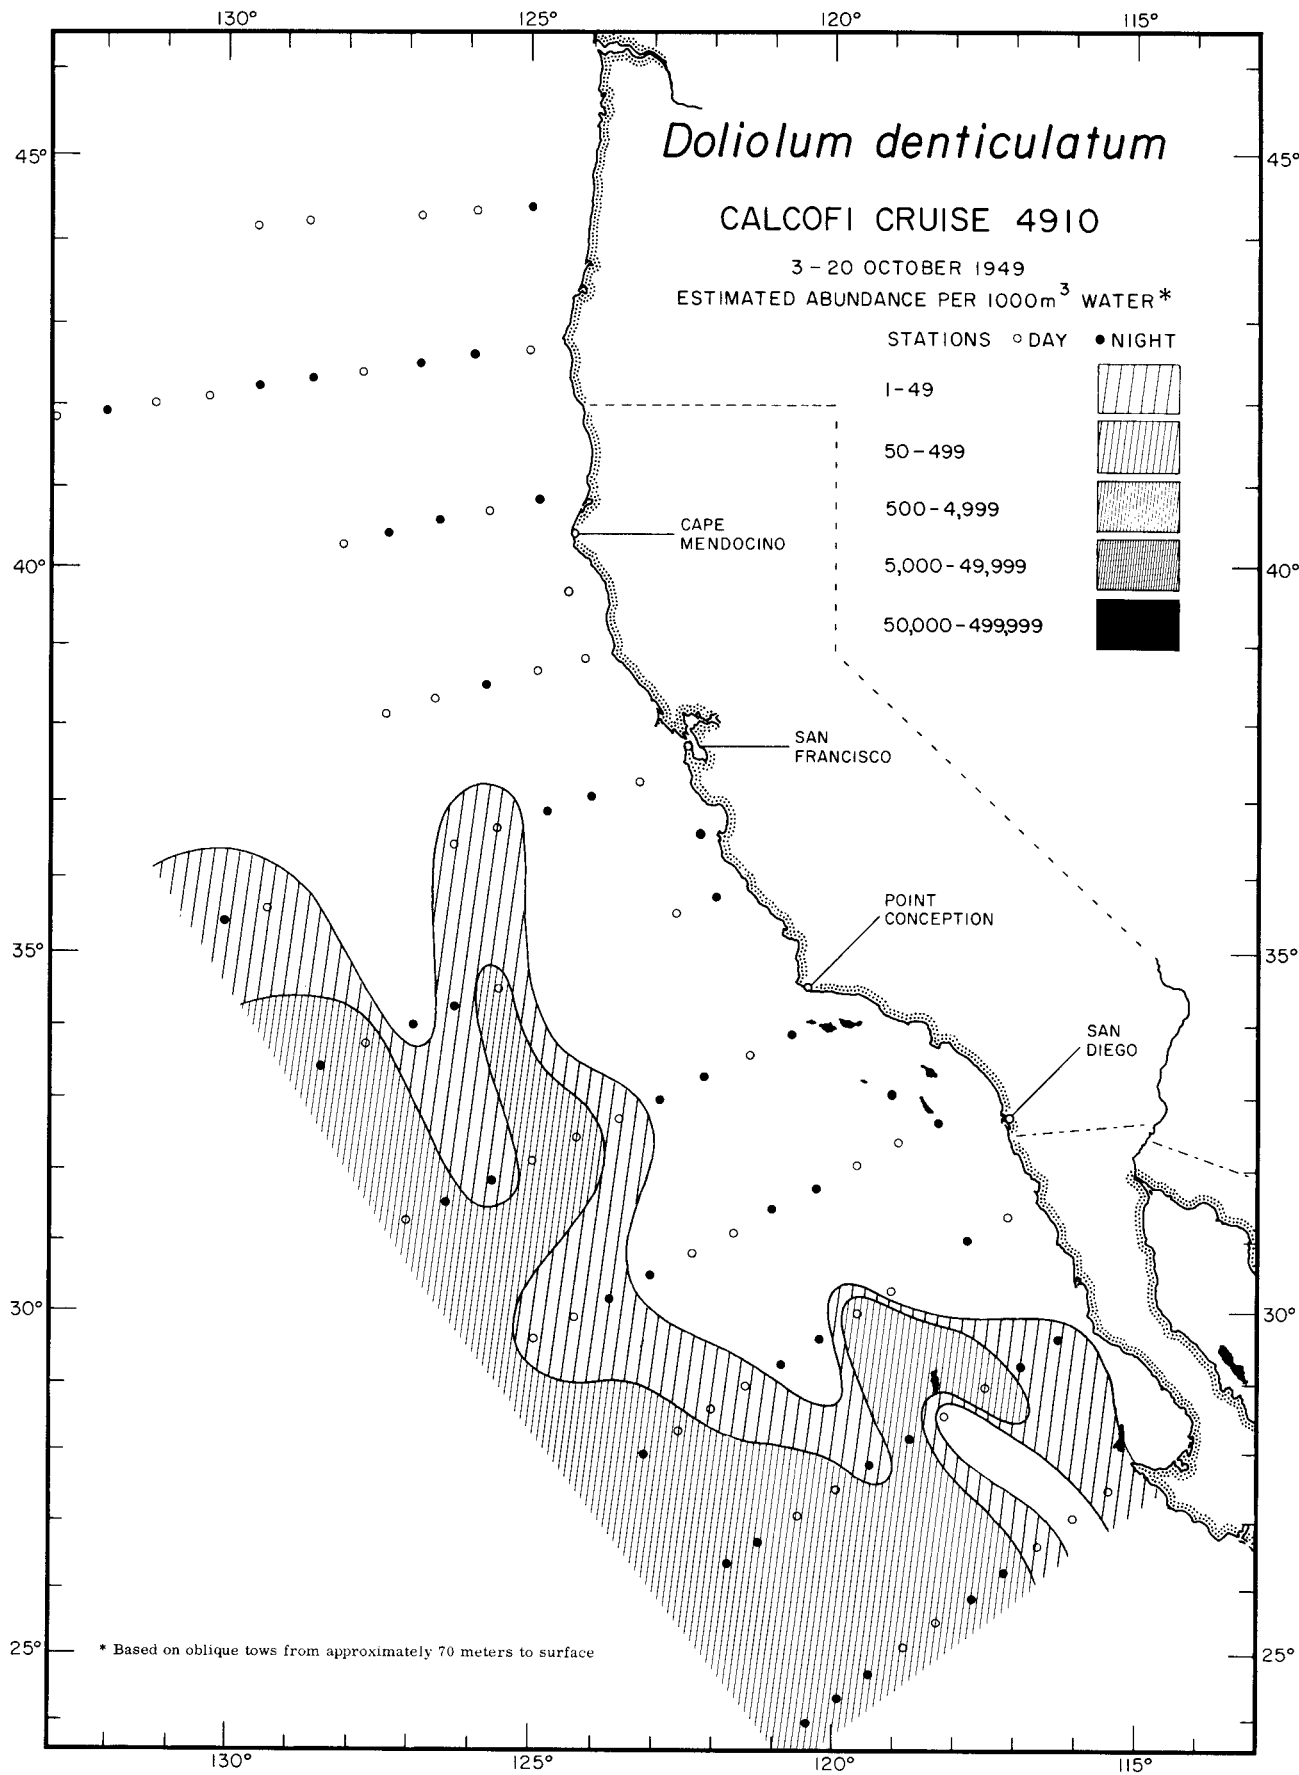 130° 125° 120° 115°
Doliolum denticulatum
45° 45°
CALCOFI CRUISE 4910
3-20 OCTOBER 1949
ESTIMATED ABUNDANCE PER 1000m³ WATER*
STATIONS ○ DAY ● NIGHT
1-49
50-499
500-4,999
CAPE
MENDOCINO
5,000-49,999
40° 40°
50,000-499,999
SAN
FRANCISCO
POINT
CONCEPTION
35° 35°
SAN
DIEGO
30° 30°
25° 25°
* Based on oblique tows from approximately 70 meters to surface
130° 125° 120° 115°